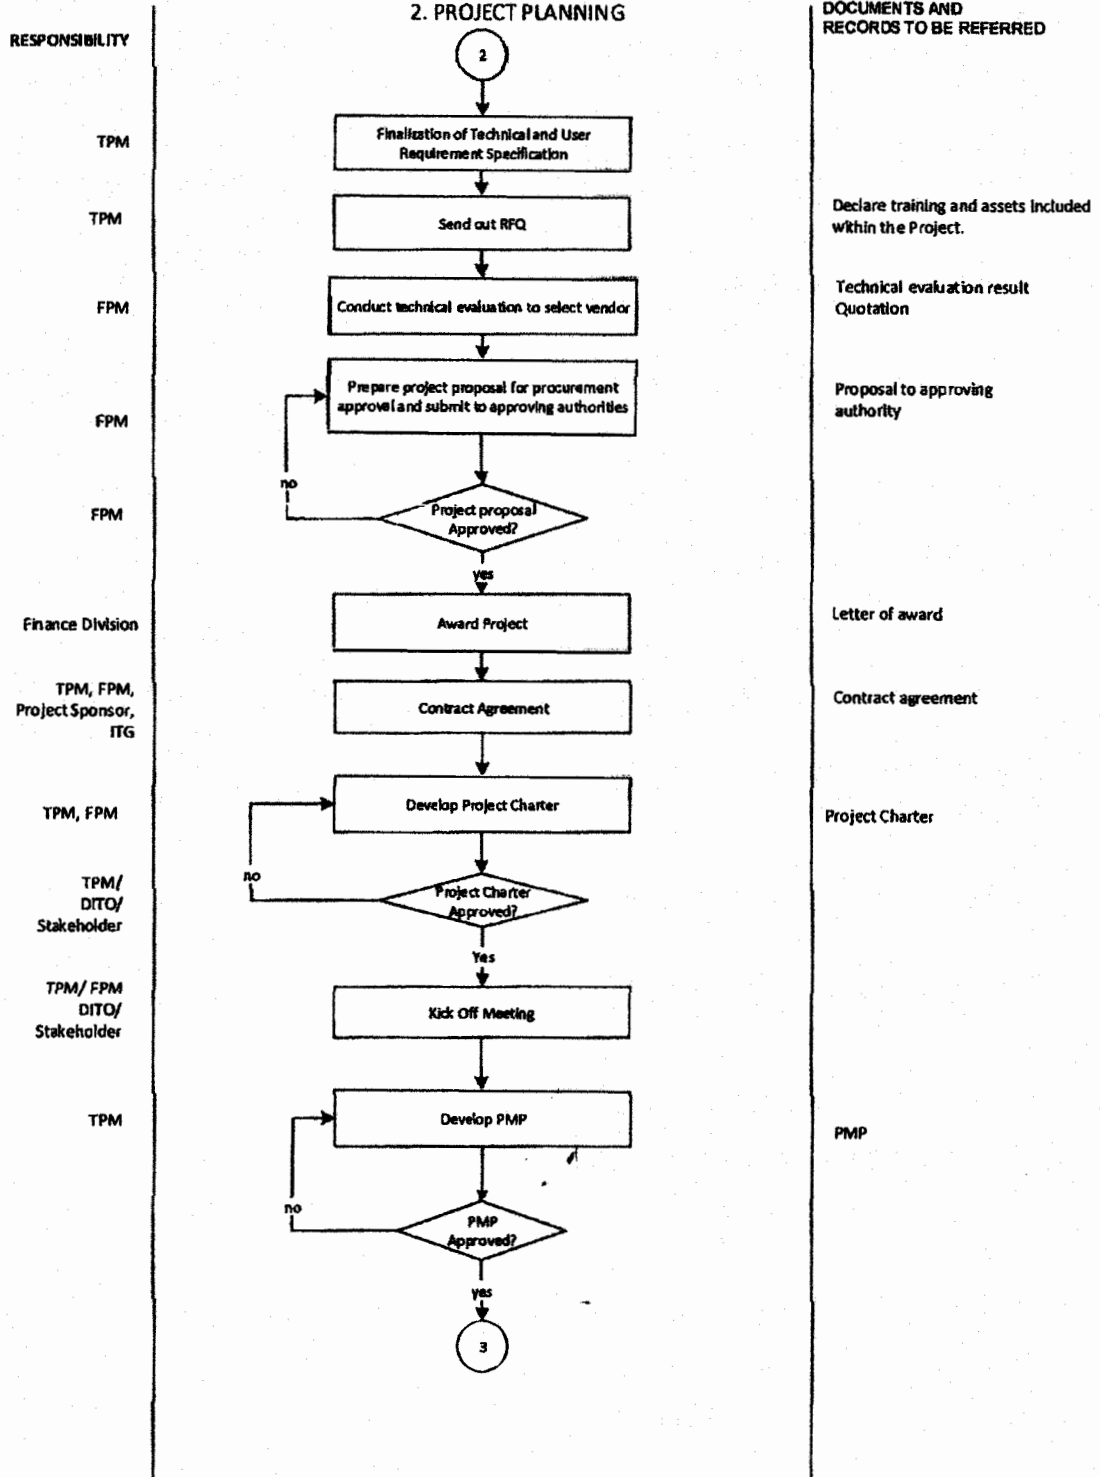 2. PROJECT PLANNING
DOCUMENTS AND
RECORDS TO BE REFERRED
RESPONSIBILITY
2
TPM
Finalization of Technical and User
Requirement Specification
TPM
Send out RFQ
Declare training and assets included
within the Project.
FPM
Conduct technical evaluation to select vendor
Technical evaluation result
Quotation
FPM
Prepare project proposal for procurement
approval and submit to approving authorities
Proposal to approving
authority
no
FPM
Project proposal
Approved?
yes
Finance Division
Award Project
Letter of award
TPM, FPM,
Project Sponsor,
ITG
Contract Agreement
Contract agreement
TPM, FPM
Develop Project Charter
Project Charter
no
TPM/
DITO/
Stakeholder
Project Charter
Approved?
Yes
TPM/ FPM
DITO/
Stakeholder
Kick Off Meeting
TPM
Develop PMP
PMP
no
PMP
Approved?
yes
3